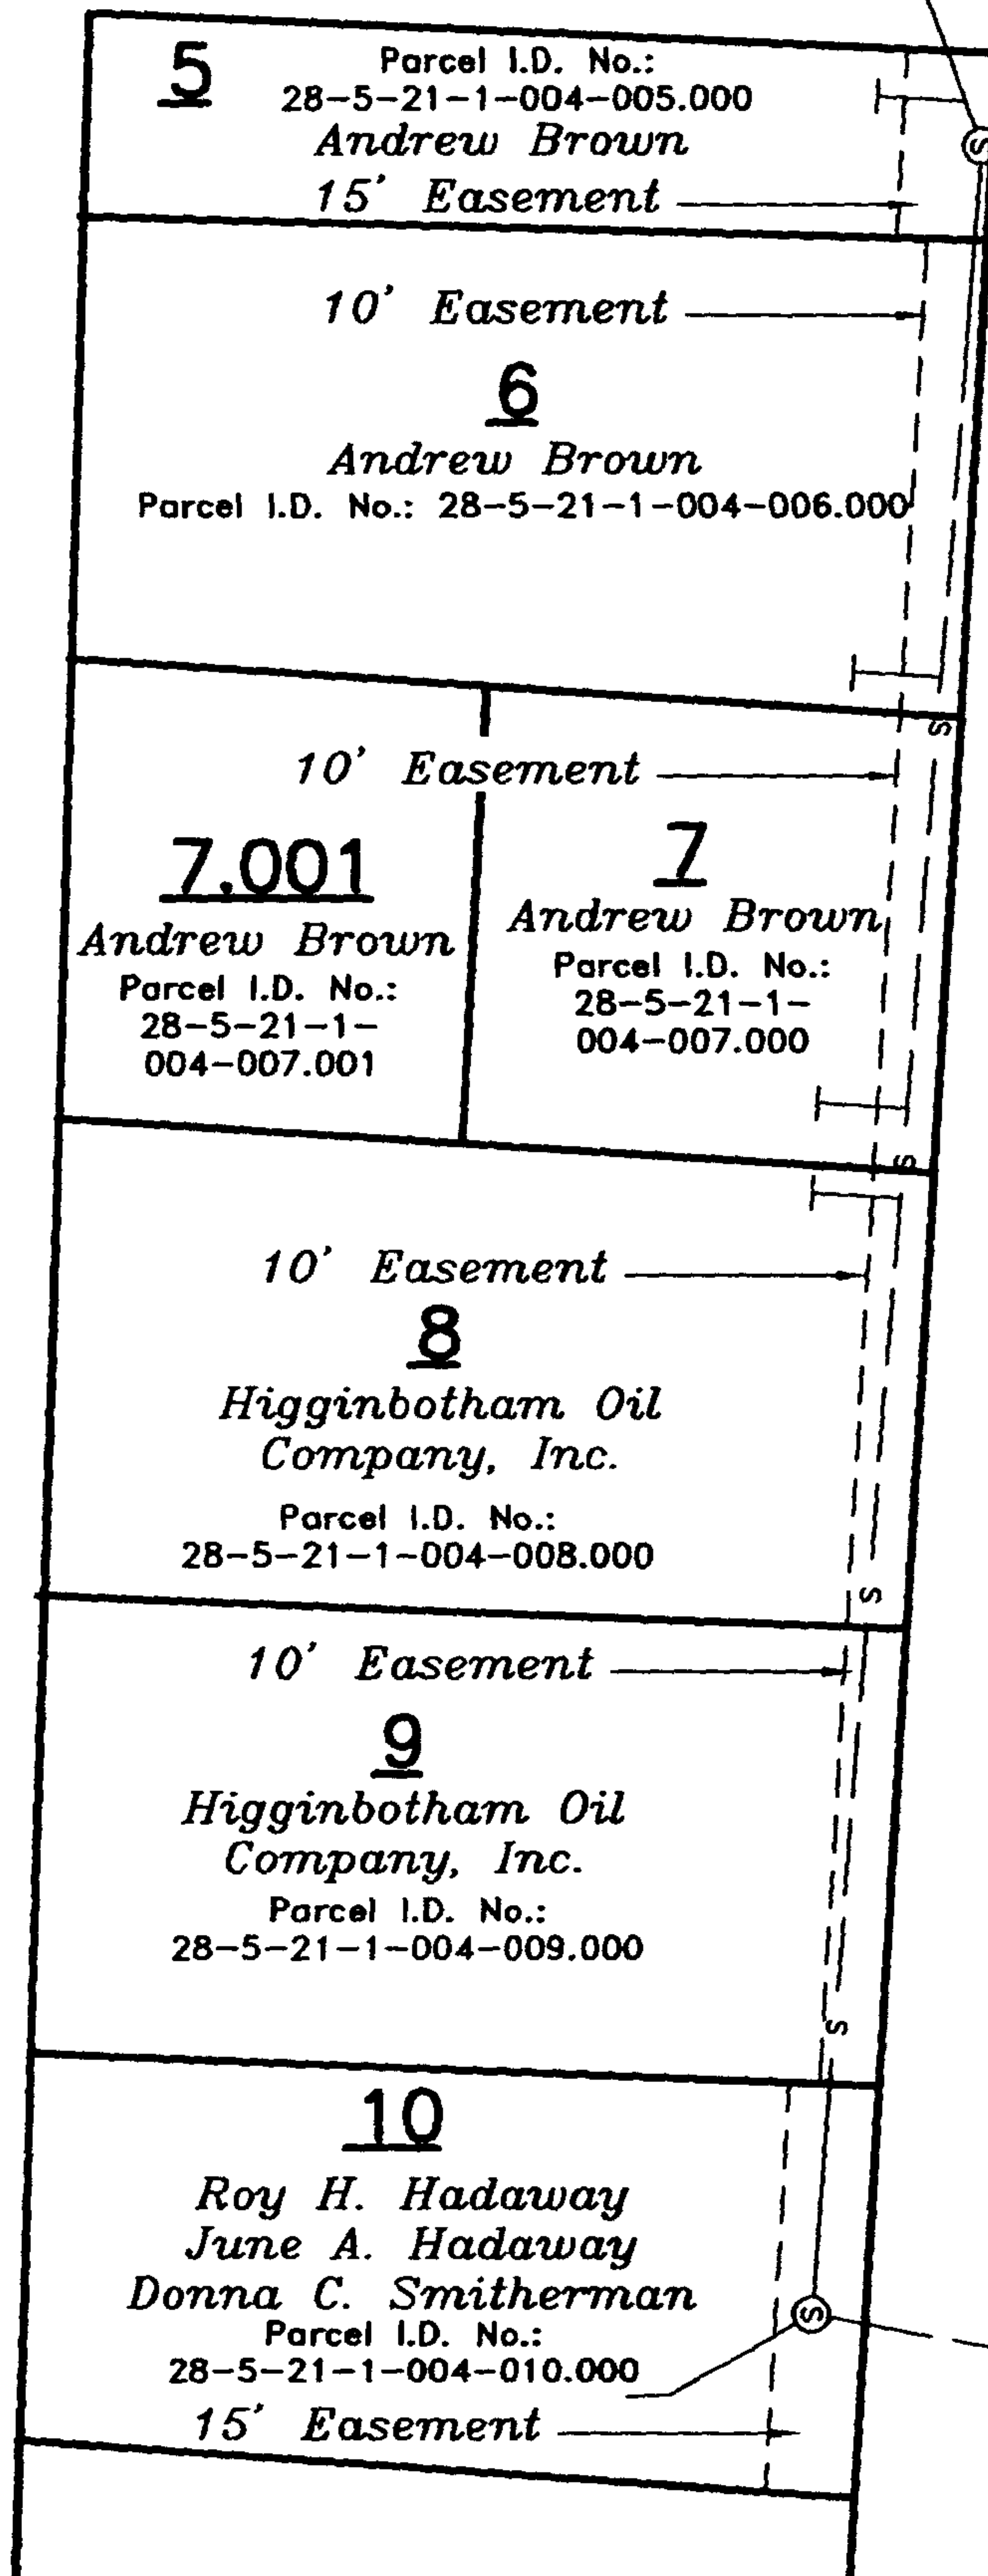 5
Parcel I.D. No.:
28-5-21-1-004-005.000
Andrew Brown
15' Easement
S
10' Easement
6
Andrew Brown
Parcel I.D. No.: 28-5-21-1-004-006.000
S
10' Easement
7.001
Andrew Brown
Parcel I.D. No.:
28-5-21-1-
004-007.001
7
Andrew Brown
Parcel I.D. No.:
28-5-21-1-
004-007.000
S
10' Easement
8
Higginbotham Oil
Company, Inc.
Parcel I.D. No.:
28-5-21-1-004-008.000
S
10' Easement
9
Higginbotham Oil
Company, Inc.
Parcel I.D. No.:
28-5-21-1-004-009.000
S
10
Roy H. Hadaway
June A. Hadaway
Donna C. Smitherman
S
Parcel I.D. No.:
28-5-21-1-004-010.000
15' Easement